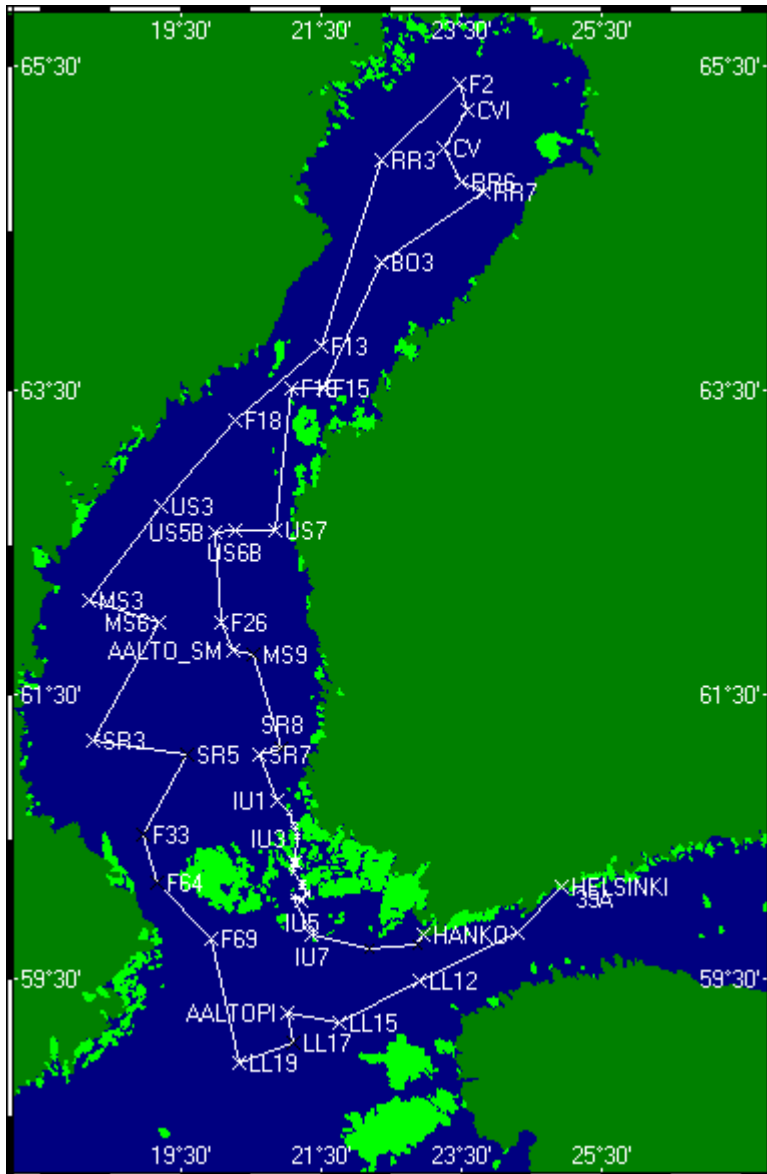 19°30' 21°30' 23°30' 25°30'
65°30' 65°30'
F2
CVI
CV
RR3
RR6
RR7
BO3
F13
63°30' F15 63°30'
F18
US3
US5B US7
US6B
MS3
MS6 F26
AALTO_SM MS9
61°30' 61°30'
SR8
SR3 SR5 SR7
IU1
F33 IU3
F64 HELSINKI
39A
IU5
F69 HANKO
IU7
59°30' LL12 59°30'
AALTOPI LL15
LL17
LL19
19°30' 21°30' 23°30' 25°30'